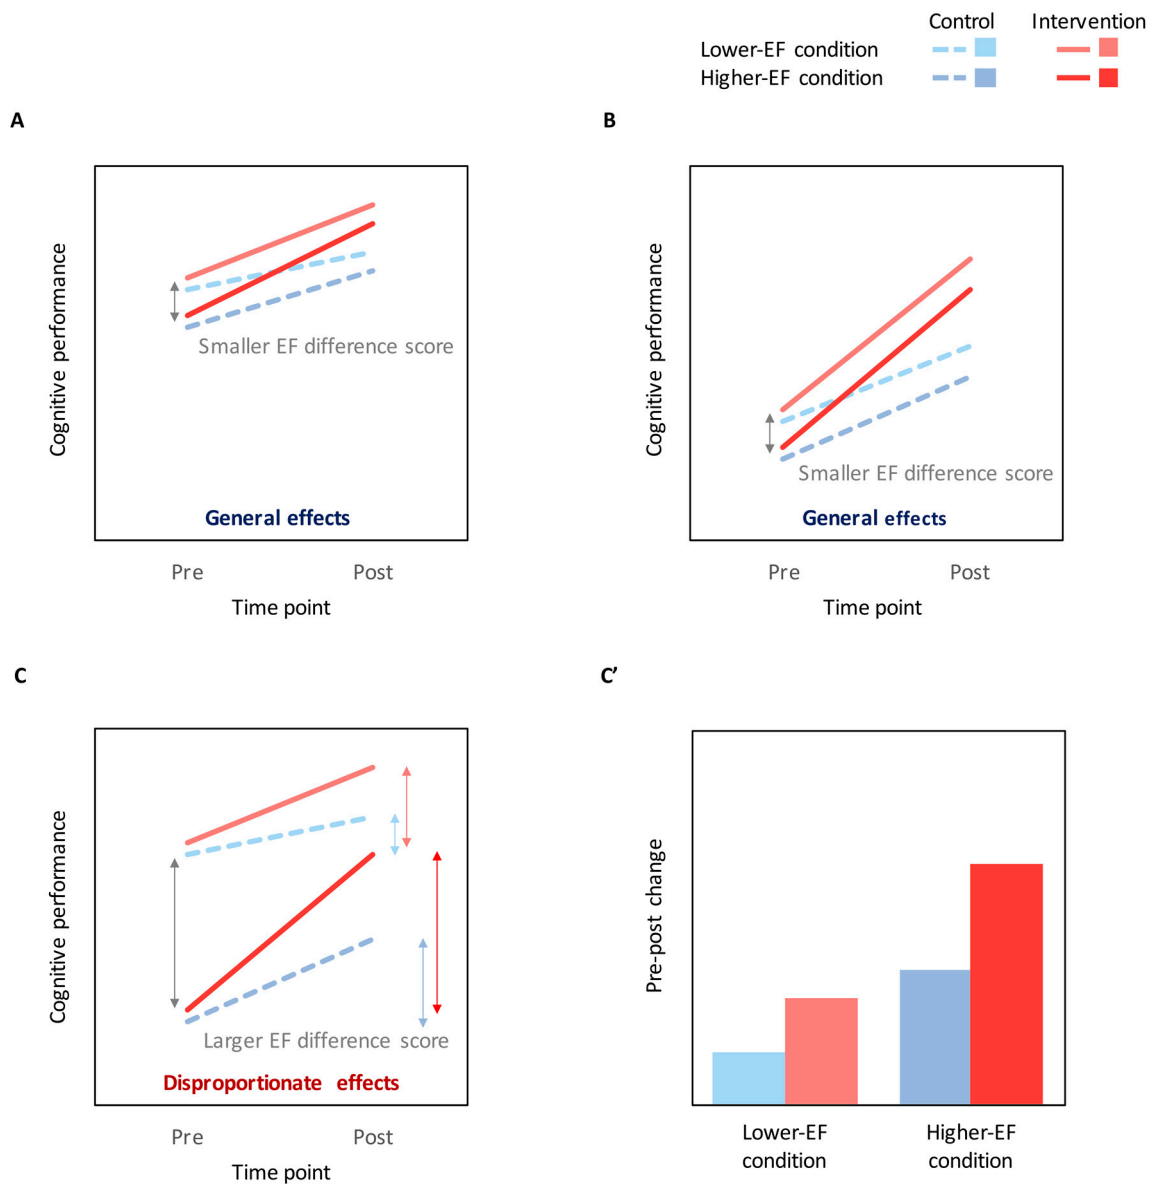 Control Intervention
Lower-EF condition
Higher-EF condition
A
Cognitive performance
Smaller EF difference score
General effects
Pre Post
Time point
B
Cognitive performance
Smaller EF difference score
General effects
Pre Post
Time point
C
Cognitive performance
Larger EF difference score
Disproportionate effects
Pre Post
Time point
C’
Pre-post change
Lower-EF
condition
Higher-EF
condition